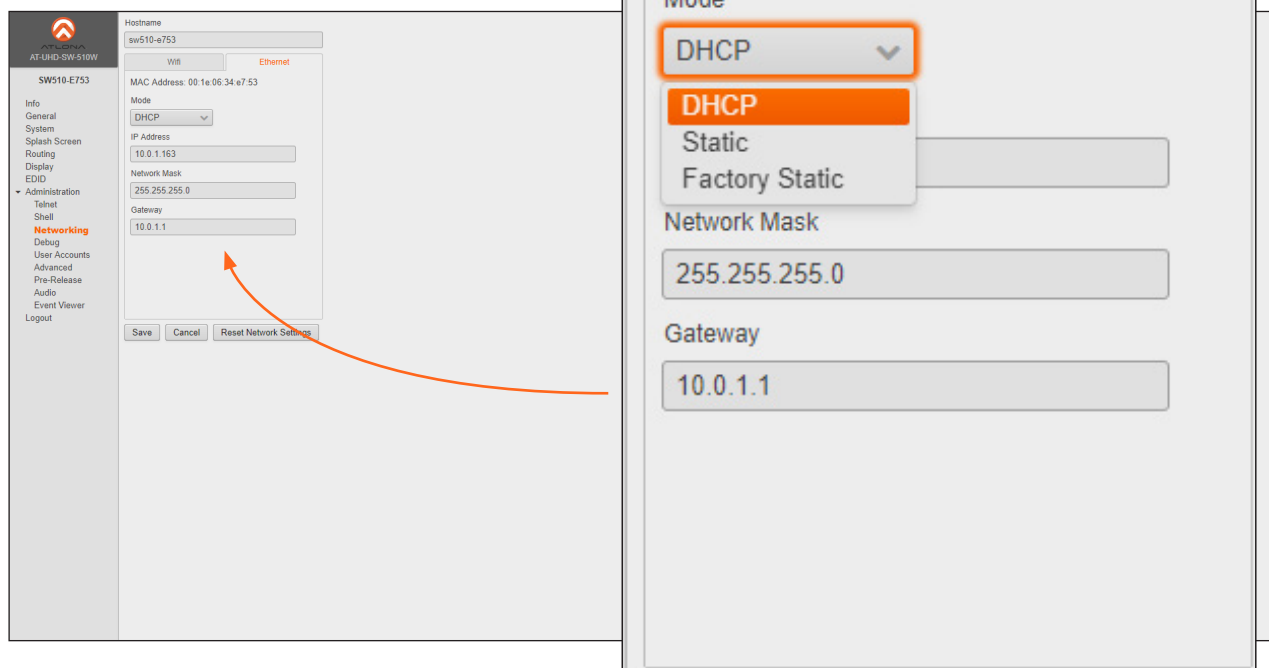 ATLONA
AT-UHD-SW-510W
SW510-E753
Info
General
System
Splash Screen
Routing
Display
EDID
Administration
Telnet
Shell
Networking
Debug
User Accounts
Advanced
Pre-Release
Audio
Event Viewer
Logout
Hostname
sw510-e753
Wifi
Ethernet
MAC Address: 00:1e:06:34:e7:53
Mode
DHCP
IP Address
10.0.1.163
Network Mask
255.255.255.0
Gateway
10.0.1.1
Save
Cancel
Reset Network Settings
Mode
DHCP
DHCP
Static
Factory Static
Network Mask
255.255.255.0
Gateway
10.0.1.1